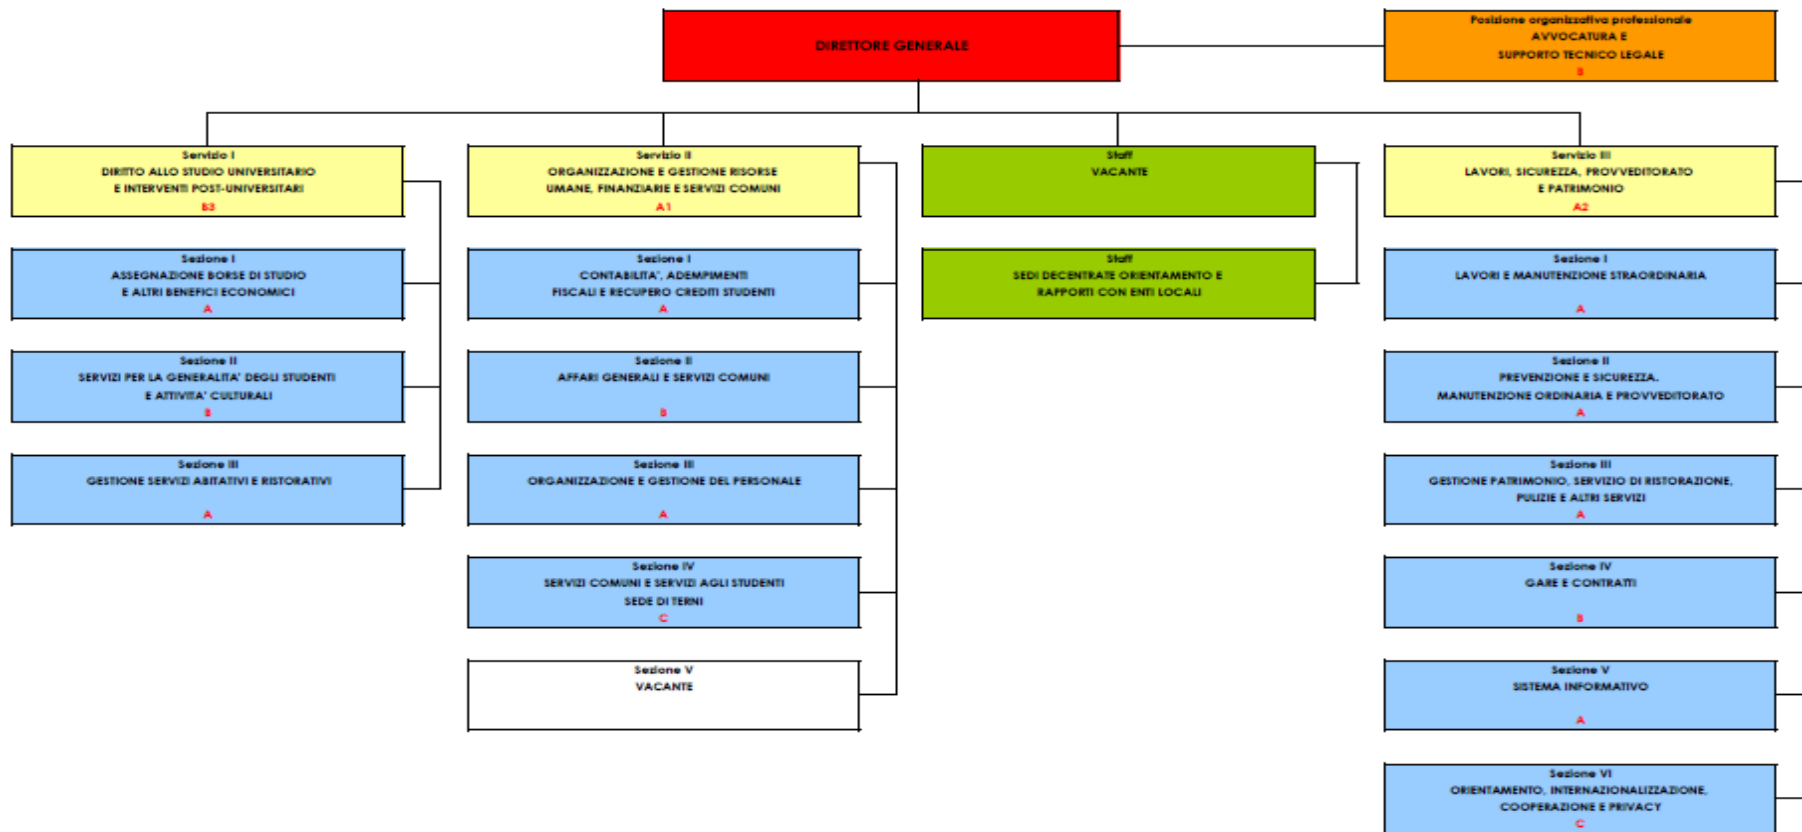 DIRETTORE GENERALE
Posizione organizzativa professionale
AVVOCATURA E
SUPPORTO TECNICO LEGALE
B
Servizio I
DIRITTO ALLO STUDIO UNIVERSITARIO
E INTERVENTI POST-UNIVERSITARI
B3
Sezione I
ASSEGNAZIONE BORSE DI STUDIO
E ALTRI BENEFICI ECONOMICI
A
Sezione II
SERVIZI PER LA GENERALITA' DEGLI STUDENTI
E ATTIVITA' CULTURALI
B
Sezione III
GESTIONE SERVIZI ABITATIVI E RISTORATIVI
A
Servizio II
ORGANIZZAZIONE E GESTIONE RISORSE
UMANE, FINANZIARIE E SERVIZI COMUNI
A1
Sezione I
CONTABILITA', ADEMPIMENTI
FISCALI E RECUPERO CREDITI STUDENTI
A
Sezione II
AFFARI GENERALI E SERVIZI COMUNI
B
Sezione III
ORGANIZZAZIONE E GESTIONE DEL PERSONALE
A
Sezione IV
SERVIZI COMUNI E SERVIZI AGLI STUDENTI
SEDE DI TERNI
C
Sezione V
VACANTE
Staff
VACANTE
Staff
SEDI DECENTRATE ORIENTAMENTO E
RAPPORTI CON ENTI LOCALI
Servizio III
LAVORI, SICUREZZA, PROVVEDITORATO
E PATRIMONIO
A2
Sezione I
LAVORI E MANUTENZIONE STRAORDINARIA
A
Sezione II
PREVENZIONE E SICUREZZA.
MANUTENZIONE ORDINARIA E PROVVEDITORATO
A
Sezione III
GESTIONE PATRIMONIO, SERVIZIO DI RISTORAZIONE,
PULIZIE E ALTRI SERVIZI
A
Sezione IV
GARE E CONTRATTI
B
Sezione V
SISTEMA INFORMATIVO
A
Sezione VI
ORIENTAMENTO, INTERNAZIONALIZZAZIONE,
COOPERAZIONE E PRIVACY
C